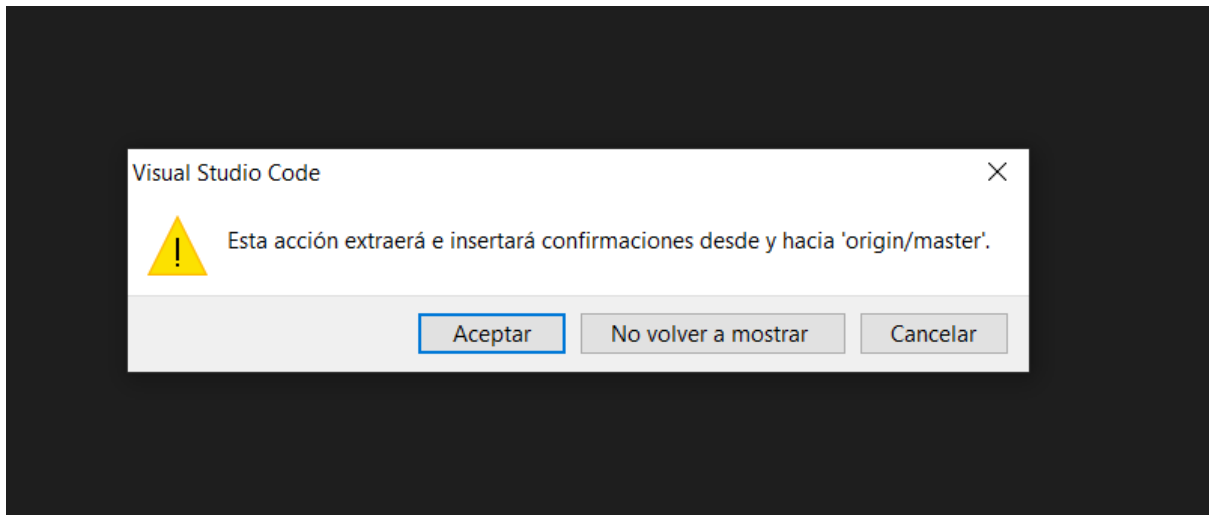 Visual Studio Code
Esta acción extraerá e insertará confirmaciones desde y hacia 'origin/master'.
Aceptar No volver a mostrar Cancelar